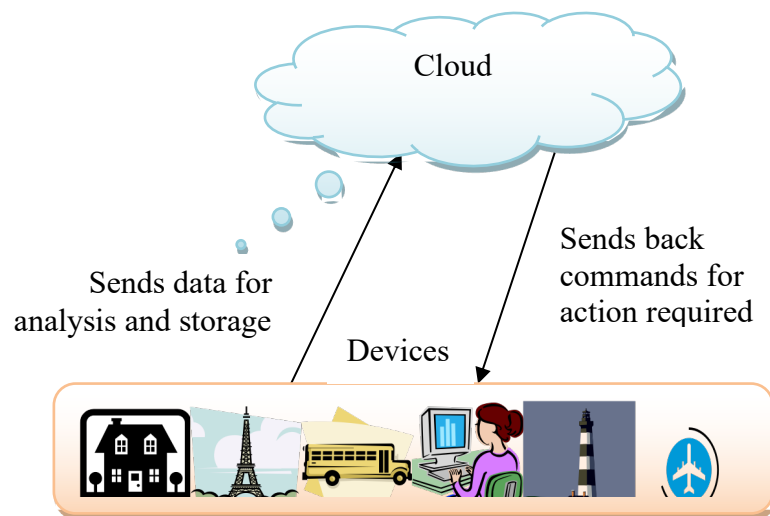 Cloud
Sends data for
analysis and storage
Sends back
commands for
action required
Devices